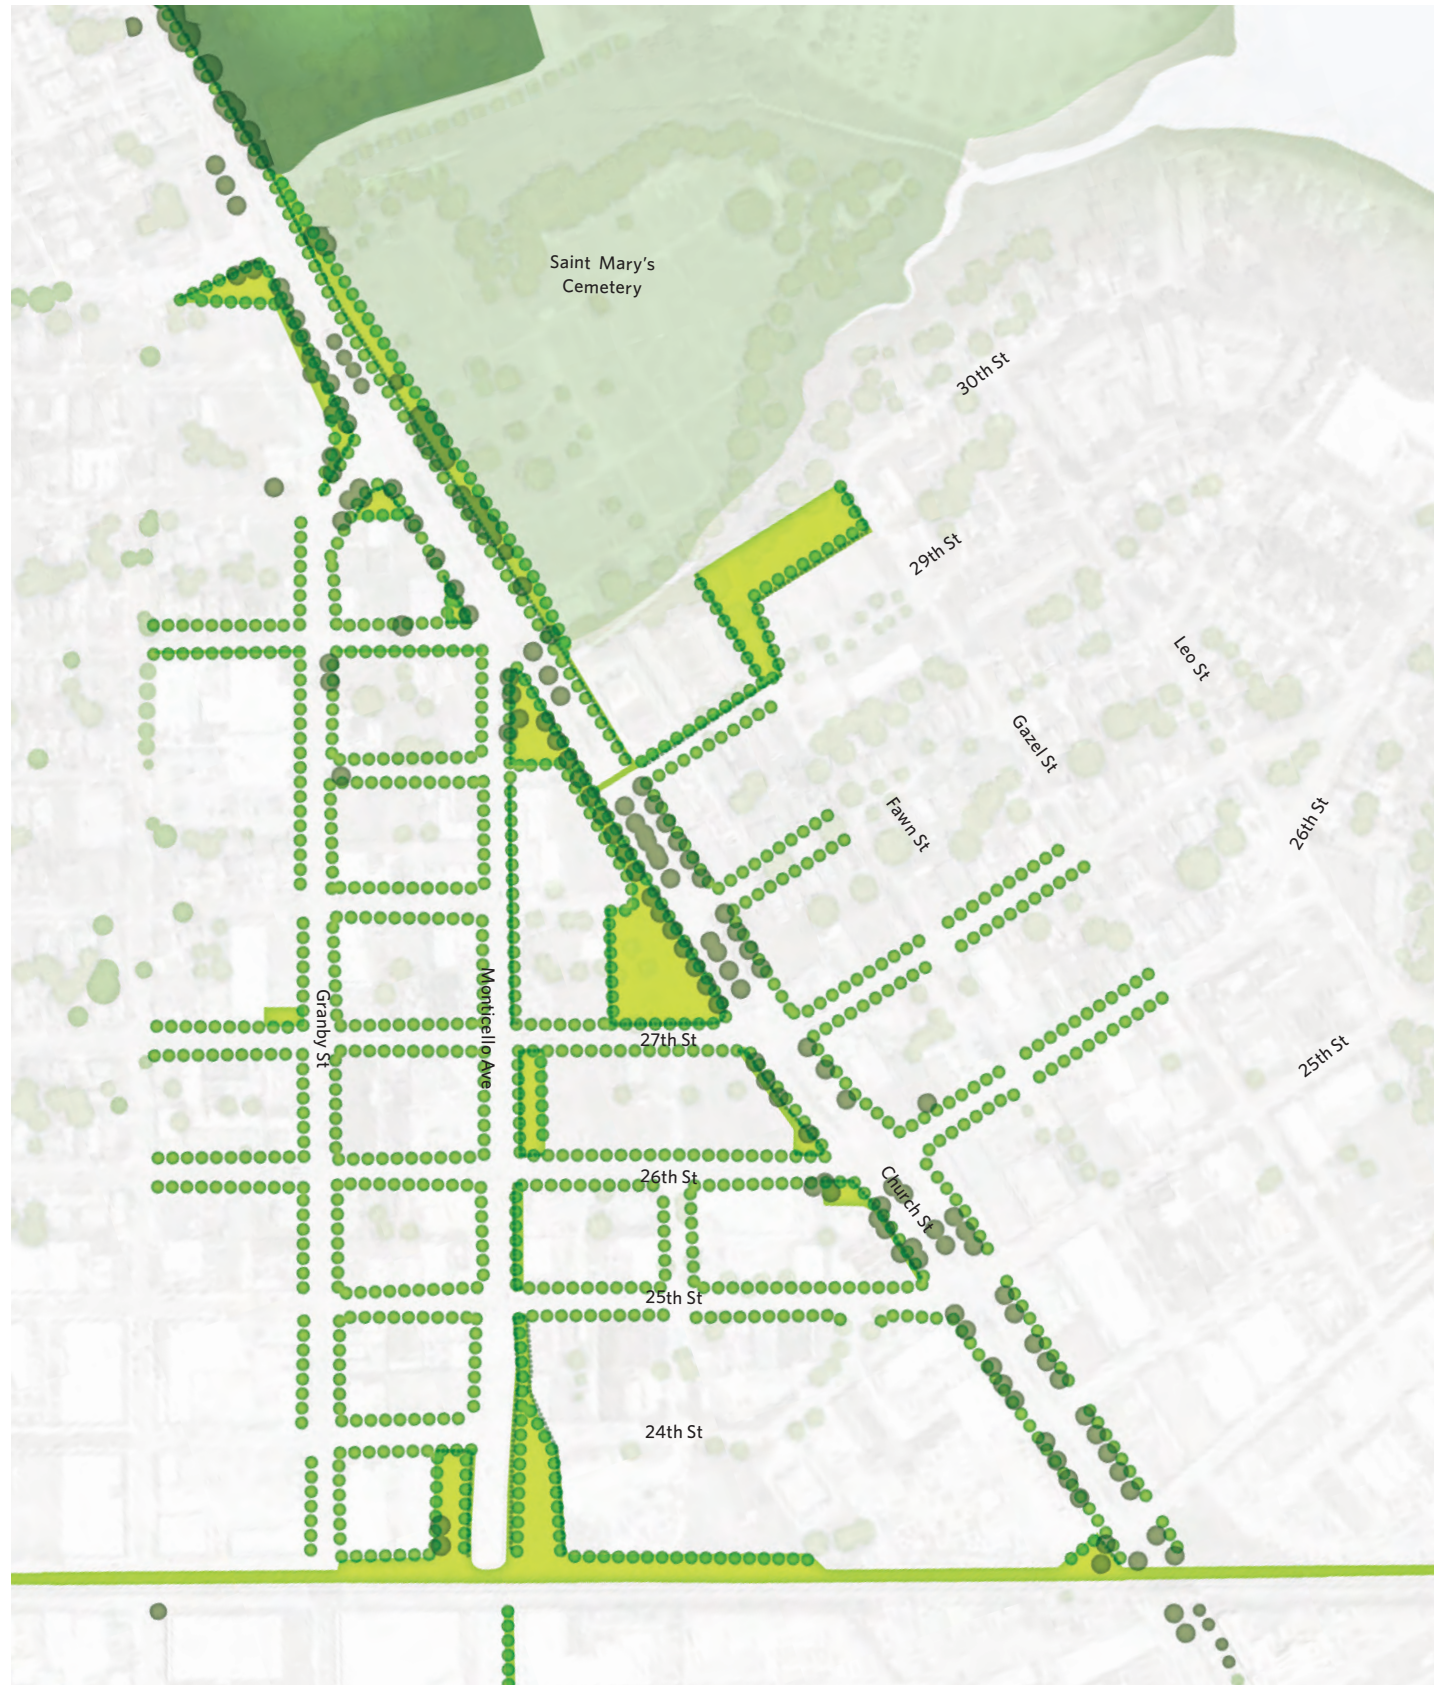 Saint Mary's
Cemetery
30th St
29th St
Leo St
Gazel St
Fawn St
26th St
Granby St
Monticello Ave
27th St
25th St
26th St
Church St
25th St
24th St